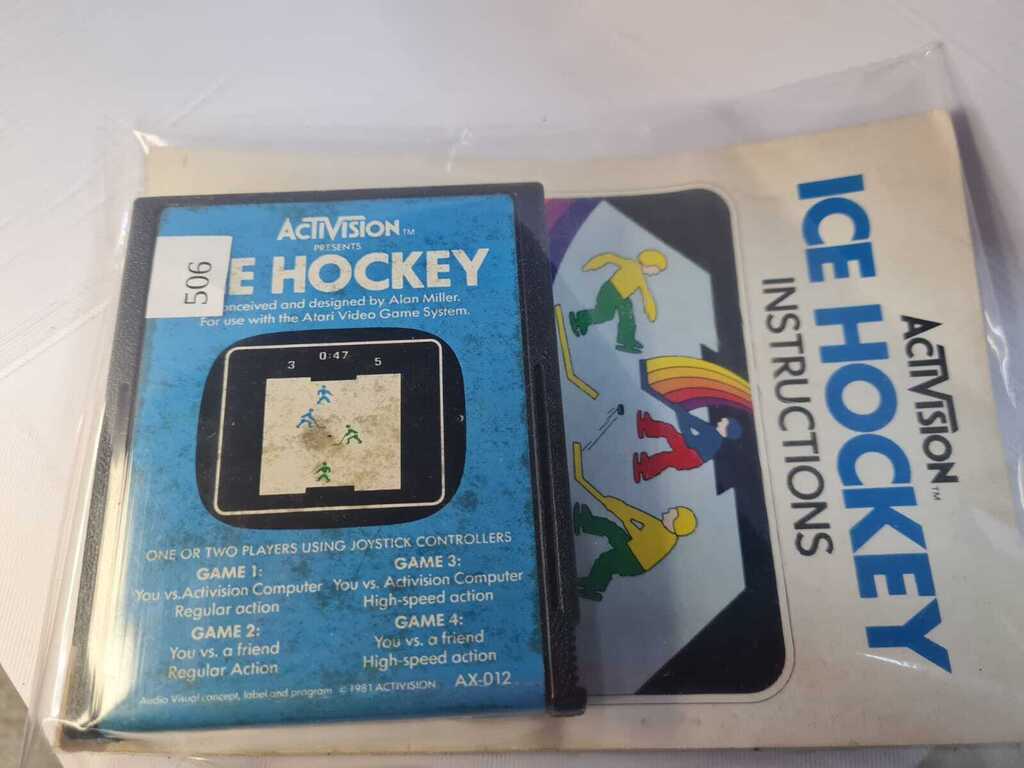 ACTIVISION™
PRESENTS
E HOCKEY
onceived and designed by Alan Miller.
For use with the Atari Video Game System.
506
0:47
3 5
ONE OR TWO PLAYERS USING JOYSTICK CONTROLLERS
GAME 1:
You vs. Activision Computer
Regular action
GAME 2:
You vs. a friend
Regular Action
GAME 3:
You vs. Activision Computer
High-speed action
GAME 4:
You vs. a friend
High-speed action
Audio Visual concept, label and program © 1981 ACTIVISION AX-012
ACTIVISION™
ICE HOCKEY
INSTRUCTIONS